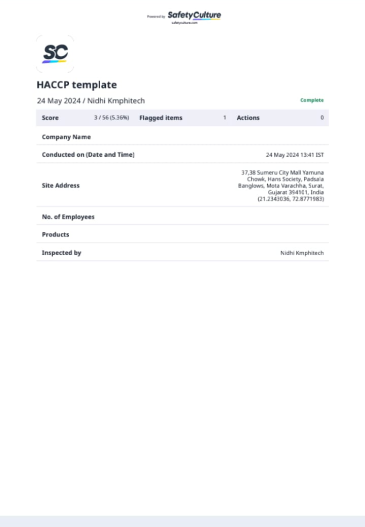 Powered by SafetyCulture
safetyculture.com
SC
HACCP template
24 May 2024 / Nidhi Kmphitech
Complete
Score 3 / 56 (5.36%) Flagged items 1 Actions 0
Company Name
Conducted on (Date and Time) 24 May 2024 13:41 IST
Site Address
37,38 Sumeru City Mall Yamuna
Chowk, Hans Society, Paduria
Banglows, Mota Varachha, Surat,
Gujarat 394101, India
(21.2343036, 72.8771983)
No. of Employees
Products
Inspected by Nidhi Kmphitech